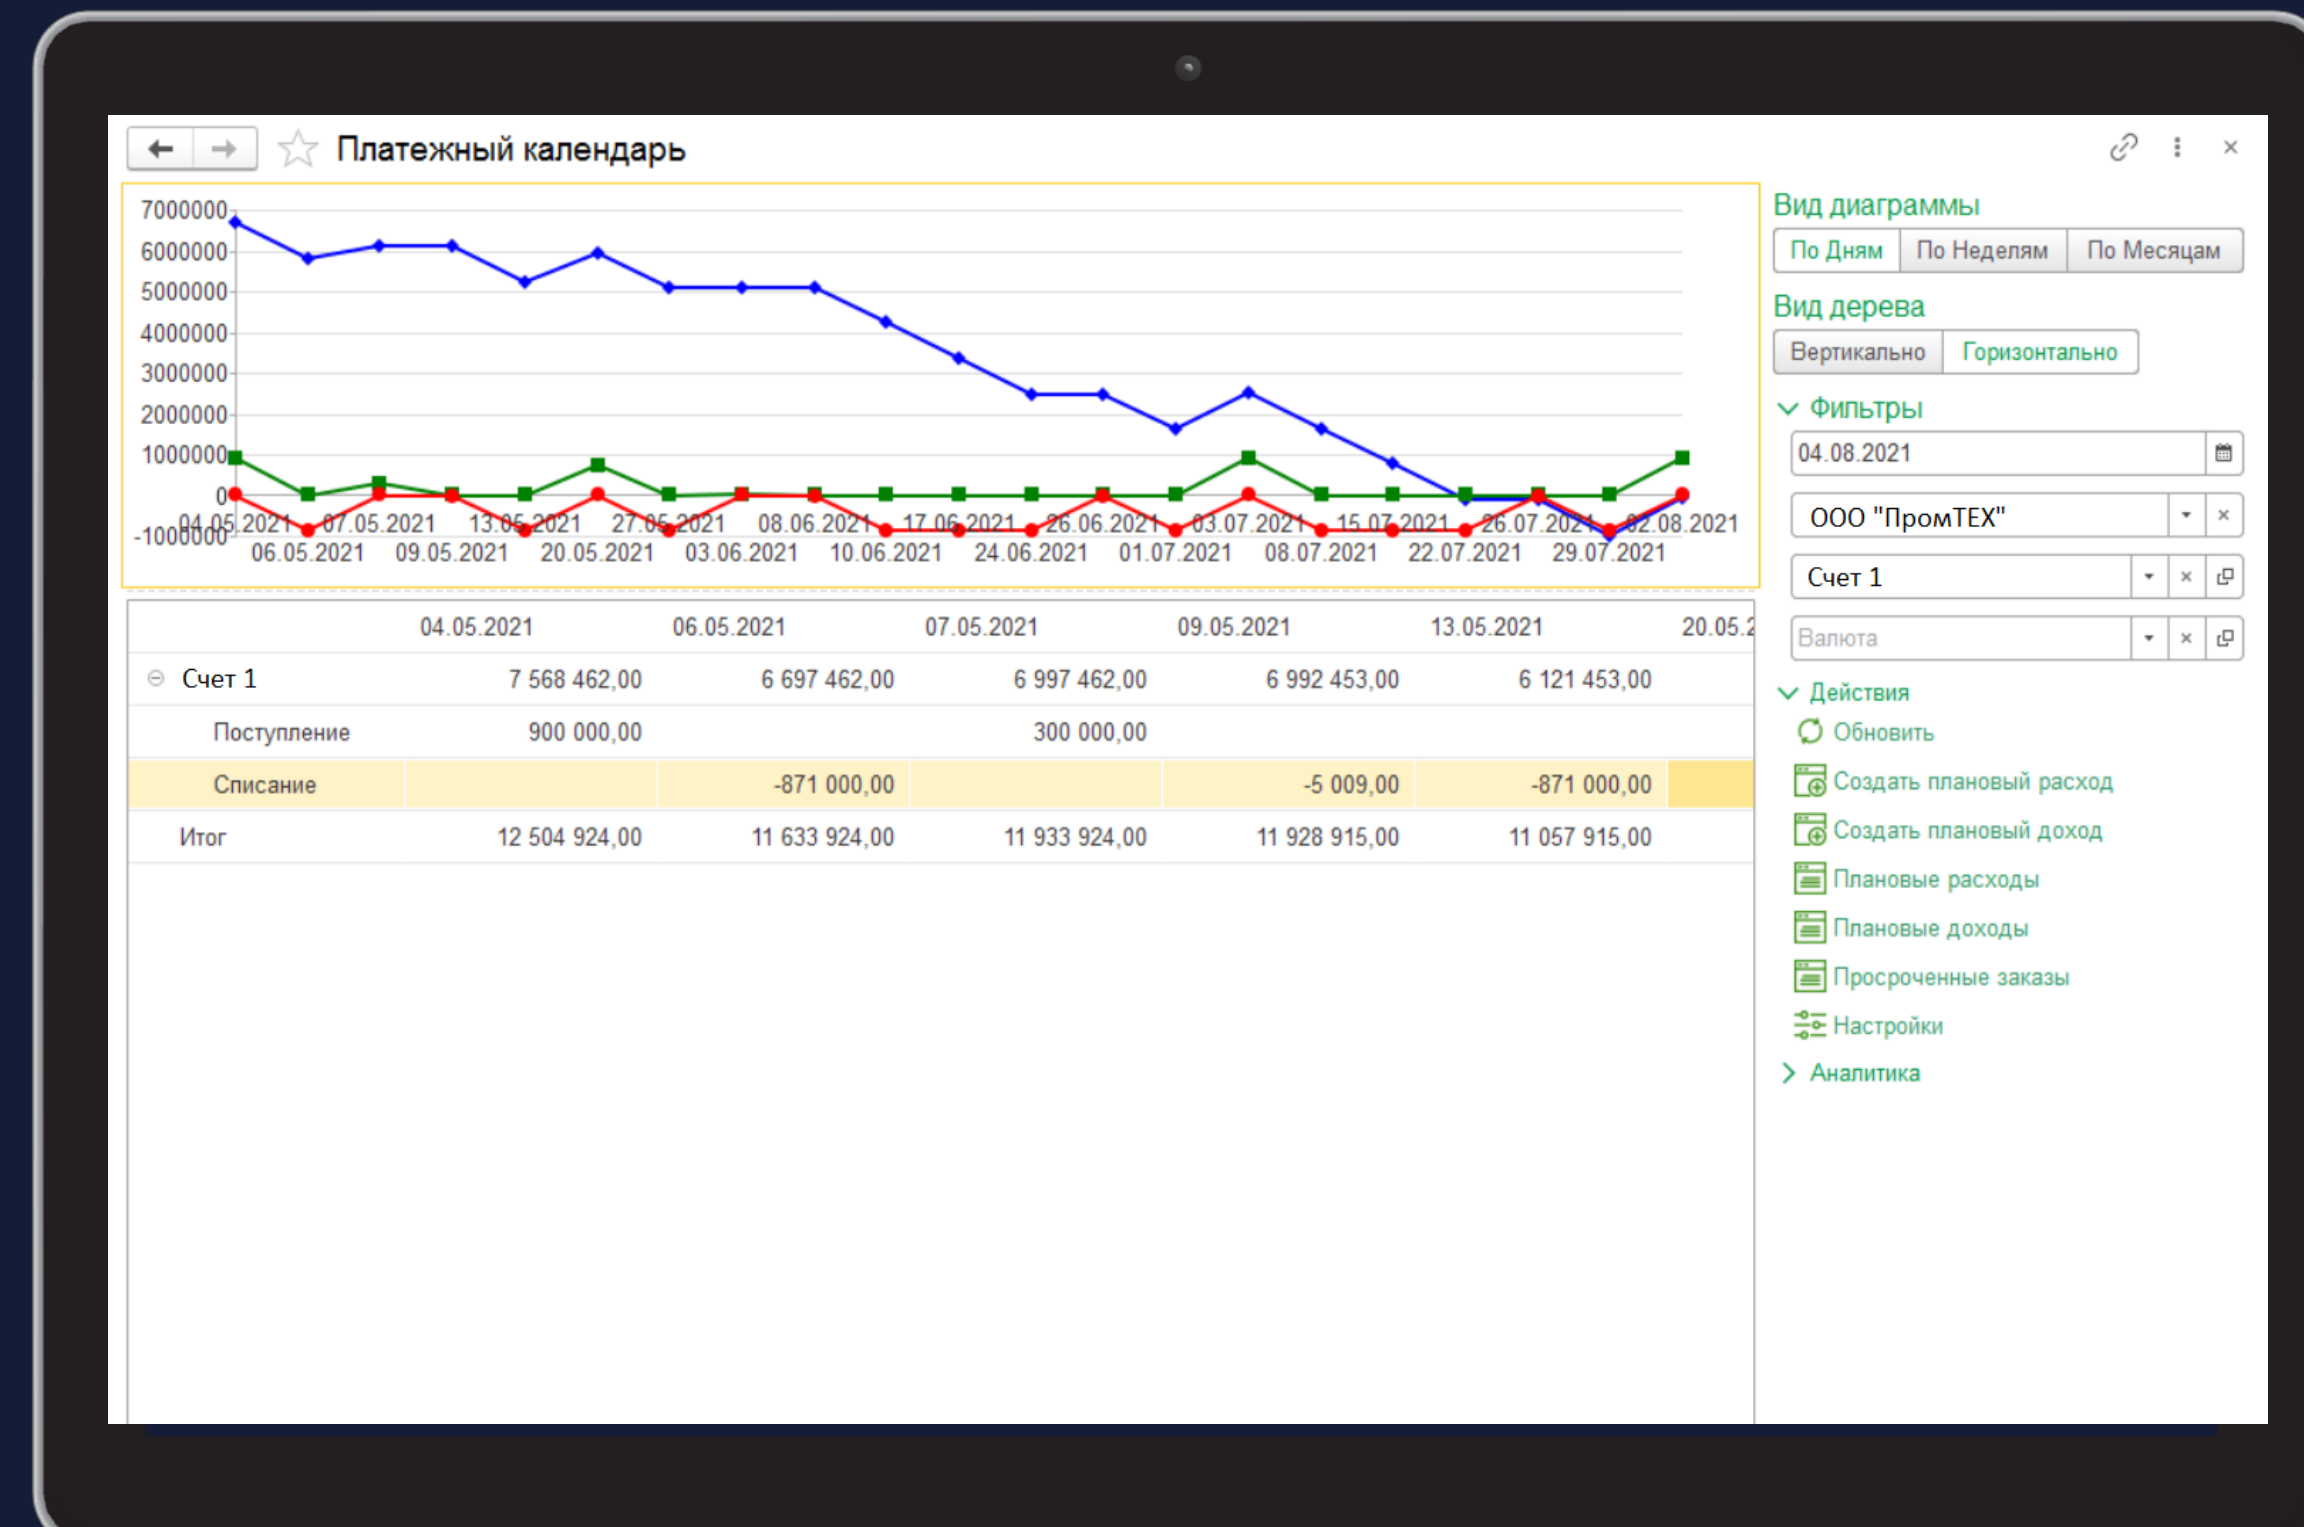 Платежный календарь
7000000
6000000
5000000
4000000
3000000
2000000
1000000
0
-1000000
04.05.2021 07.05.2021 13.05.2021 27.05.2021 08.06.2021 17.06.2021 26.06.2021 03.07.2021 15.07.2021 26.07.2021 02.08.2021
06.05.2021 09.05.2021 20.05.2021 03.06.2021 10.06.2021 24.06.2021 01.07.2021 08.07.2021 22.07.2021 29.07.2021
04.05.2021 06.05.2021 07.05.2021 09.05.2021 13.05.2021 20.05.2
Счет 1 7 568 462,00 6 697 462,00 6 997 462,00 6 992 453,00 6 121 453,00
Поступление 900 000,00 300 000,00
Списание -871 000,00 -5 009,00 -871 000,00
Итог 12 504 924,00 11 633 924,00 11 933 924,00 11 928 915,00 11 057 915,00
Вид диаграммы
По Дням По Неделям По Месяцам
Вид дерева
Вертикально Горизонтально
Фильтры
04.08.2021
ООО "ПромТЕХ"
Счет 1
Валюта
Действия
Обновить
Создать плановый расход
Создать плановый доход
Плановые расходы
Плановые доходы
Просроченные заказы
Настройки
Аналитика